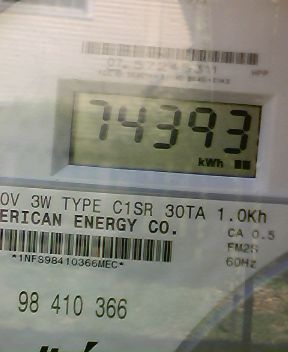 74393
kWh
0V 3W TYPE C1SR 30TA 1.0Kh
ERICAN ENERGY CO.
CA 0.5
FM2S
60Hz
*1NFS98410366MEC*
98 410 366